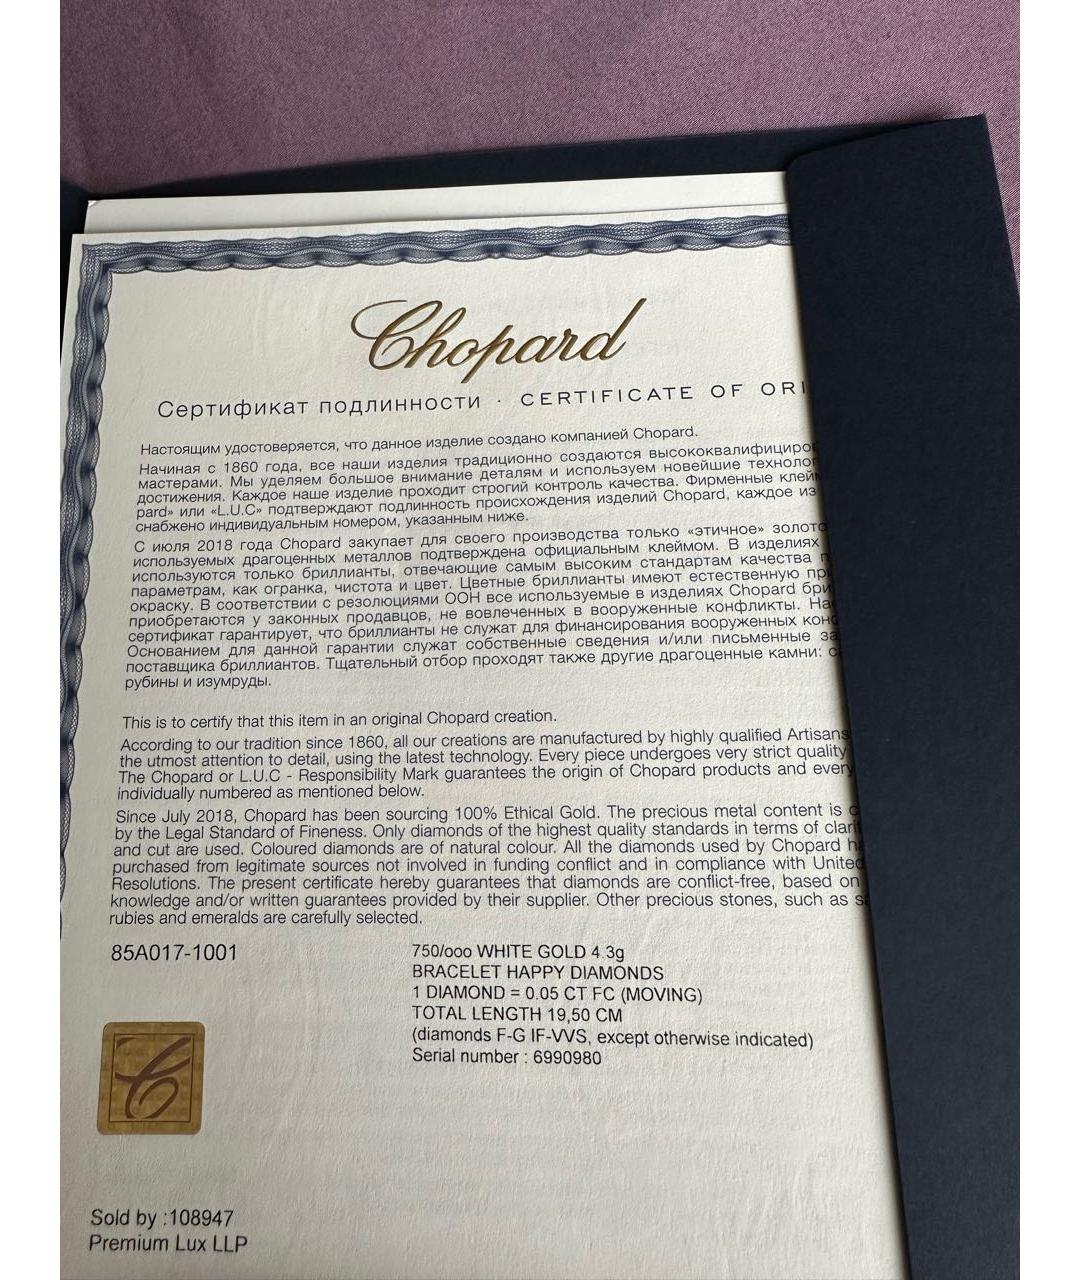 Chopard
Сертификат подлинности · CERTIFICATE OF ORI
Настоящим удостоверяется, что данное изделие создано компанией Chopard.
Начиная с 1860 года, все наши изделия традиционно создаются высококвалифициро
мастерами. Мы уделяем большое внимание деталям и используем новейшие технолог
достижения. Каждое наше изделие проходит строгий контроль качества. Фирменные клей
pard» или «L.U.C» подтверждают подлинность происхождения изделий Chopard, каждое из
снабжено индивидуальным номером, указанным ниже.
С июля 2018 года Chopard закупает для своего производства только «этичное» золото
используемых драгоценных металлов подтверждена официальным клеймом. В изделиях
используются только бриллианты, отвечающие самым высоким стандартам качества п
параметрам, как огранка, чистота и цвет. Цветные бриллианты имеют естественную при
окраску. В соответствии с резолюциями ООН все используемые в изделиях Chopard бри
приобретаются у законных продавцов, не вовлеченных в вооруженные конфликты. Нас
сертификат гарантирует, что бриллианты не служат для финансирования вооруженных конф
Основанием для данной гарантии служат собственные сведения и/или письменные за
поставщика бриллиантов. Тщательный отбор проходят также другие драгоценные камни: с
рубины и изумруды.
This is to certify that this item in an original Chopard creation.
According to our tradition since 1860, all our creations are manufactured by highly qualified Artisans
the utmost attention to detail, using the latest technology. Every piece undergoes very strict quality
The Chopard or L.U.C - Responsibility Mark guarantees the origin of Chopard products and every
individually numbered as mentioned below.
Since July 2018, Chopard has been sourcing 100% Ethical Gold. The precious metal content is c
by the Legal Standard of Fineness. Only diamonds of the highest quality standards in terms of clari
and cut are used. Coloured diamonds are of natural colour. All the diamonds used by Chopard ha
purchased from legitimate sources not involved in funding conflict and in compliance with United
Resolutions. The present certificate hereby guarantees that diamonds are conflict-free, based on
knowledge and/or written guarantees provided by their supplier. Other precious stones, such as sa
rubies and emeralds are carefully selected.
85A017-1001
750/ooo WHITE GOLD 4.3g
BRACELET HAPPY DIAMONDS
1 DIAMOND = 0.05 CT FC (MOVING)
TOTAL LENGTH 19,50 CM
(diamonds F-G IF-VVS, except otherwise indicated)
Serial number : 6990980
Sold by :108947
Premium Lux LLP